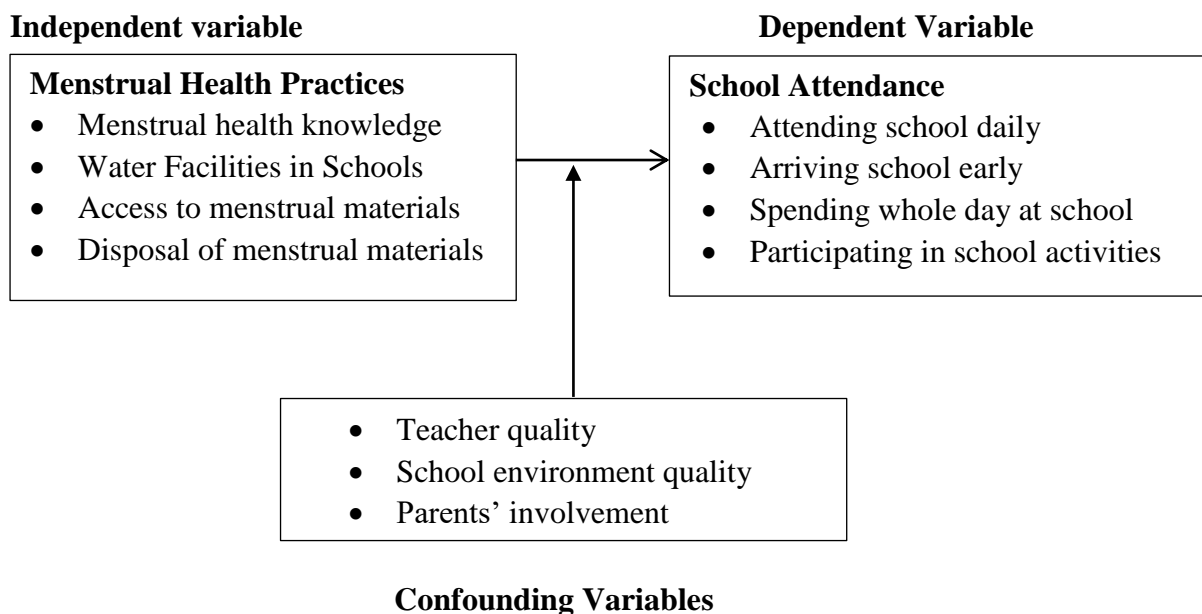 Independent variable
Dependent Variable
Menstrual Health Practices
• Menstrual health knowledge
• Water Facilities in Schools
• Access to menstrual materials
• Disposal of menstrual materials
School Attendance
• Attending school daily
• Arriving school early
• Spending whole day at school
• Participating in school activities
• Teacher quality
• School environment quality
• Parents’ involvement
Confounding Variables